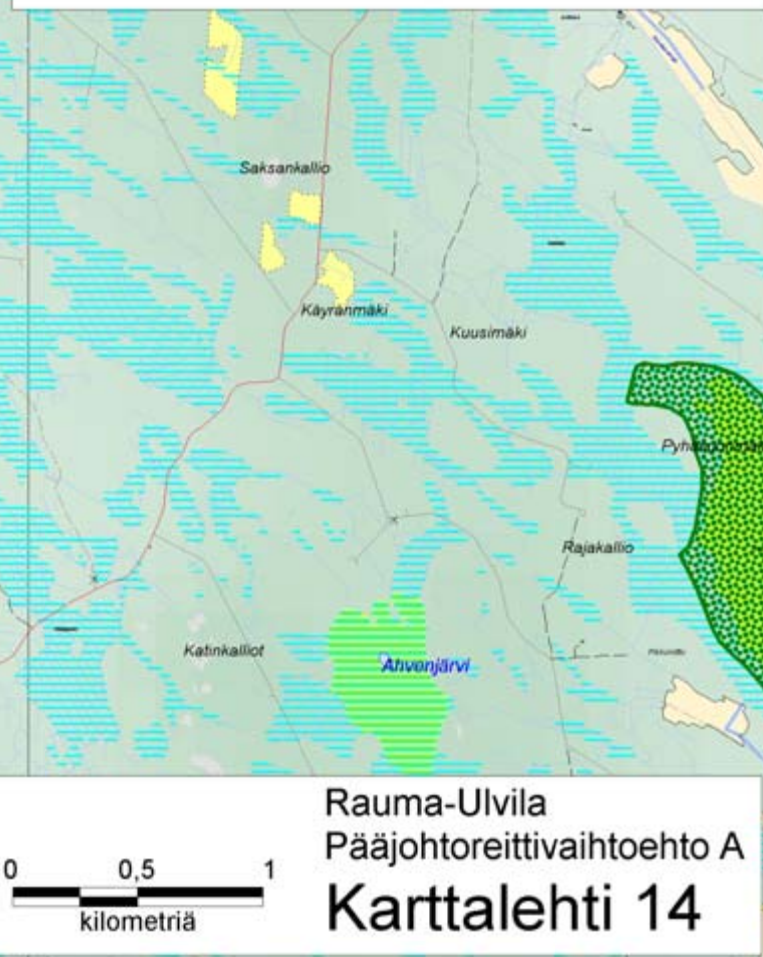 Saksankallio
Käyränmäki
Kuusimäki
Rajakallio
Katinkalliot
Ahvenjärvi
Rauma-Ulvila
Pääjohtoreittivaihtoehto A
Karttalehti 14
0 0,5 1
kilometriä